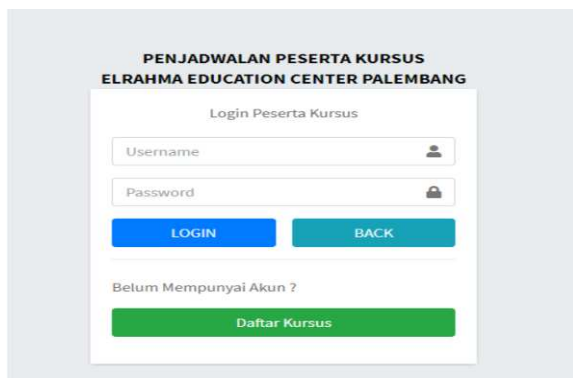 PENJADWALAN PESERTA KURSUS
ELRAHMA EDUCATION CENTER PALEMBANG
Login Peserta Kursus
Username
Password
LOGIN BACK
Belum Mempunyai Akun ?
Daftar Kursus